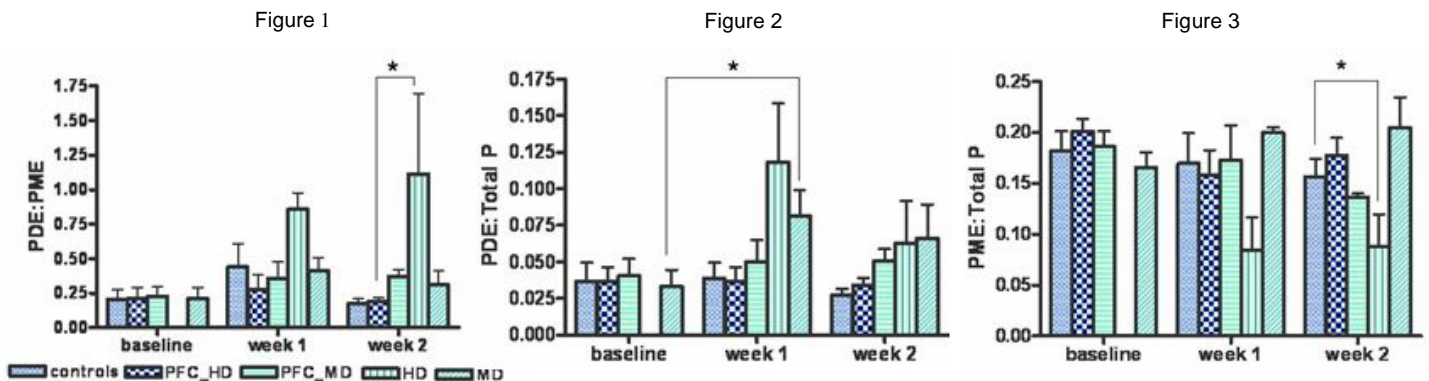 Figure 1
Figure 2
Figure 3
PDE:PME
1.75
1.50
1.25
1.00
0.75
0.50
0.25
0.00
*
baseline
week 1
week 2
PDE:Total P
0.175
0.150
0.125
0.100
0.075
0.050
0.025
0.000
*
baseline
week 1
week 2
PME:Total P
0.25
0.20
0.15
0.10
0.05
0.00
*
baseline
week 1
week 2
controls PFC_HD PFC_MD HD MD